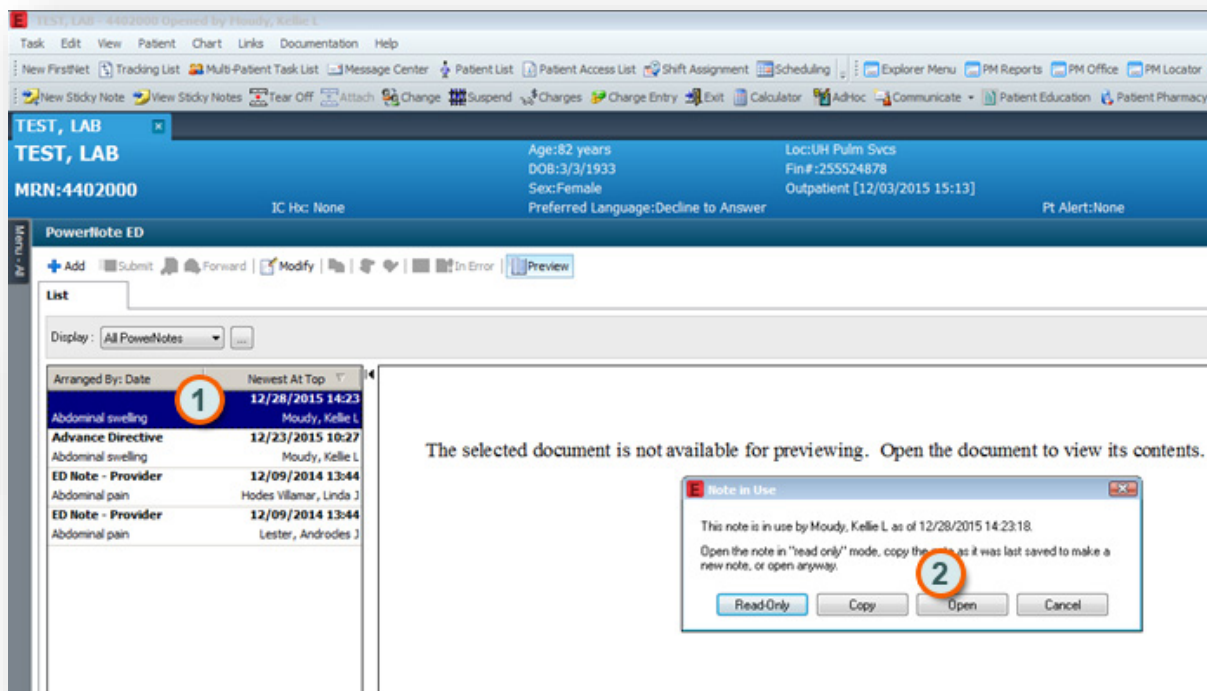 TEST, LAB - 4402000 Opened by Moudy, Kellie L
Task Edit View Patient Chart Links Documentation Help
New FirstNet Tracking List Multi-Patient Task List Message Center Patient List Patient Access List Shift Assignment Scheduling Explorer Menu PM Reports PM Office PM Locator
New Sticky Note View Sticky Notes Tear Off Attach Change Suspend Charges Charge Entry Exit Calculator AdHoc Communicate Patient Education Patient Pharmacy
TEST, LAB
TEST, LAB Age:82 years Loc:UH Pulm Svcs
DOB:3/3/1933 Fin#:255524878
MRN:4402000 Sex:Female Outpatient [12/03/2015 15:13]
IC Hx: None Preferred Language:Decline to Answer Pt Alert:None
Menu - All
PowerNote ED
Add Submit Forward Modify In Error Preview
List
Display : All PowerNotes ...
Arranged By: Date Newest At Top
1
12/28/2015 14:23
Abdominal swelling Moudy, Kellie L
Advance Directive 12/23/2015 10:27
Abdominal swelling Moudy, Kellie L
ED Note - Provider 12/09/2014 13:44
Abdominal pain Hodes Villamar, Linda J
ED Note - Provider 12/09/2014 13:44
Abdominal pain Lester, Androdes J
The selected document is not available for previewing. Open the document to view its contents.
Note in Use
This note is in use by Moudy, Kellie L as of 12/28/2015 14:23:18.
Open the note in "read only" mode, copy the as it was last saved to make a
new note, or open anyway.
2
Read-Only Copy Open Cancel